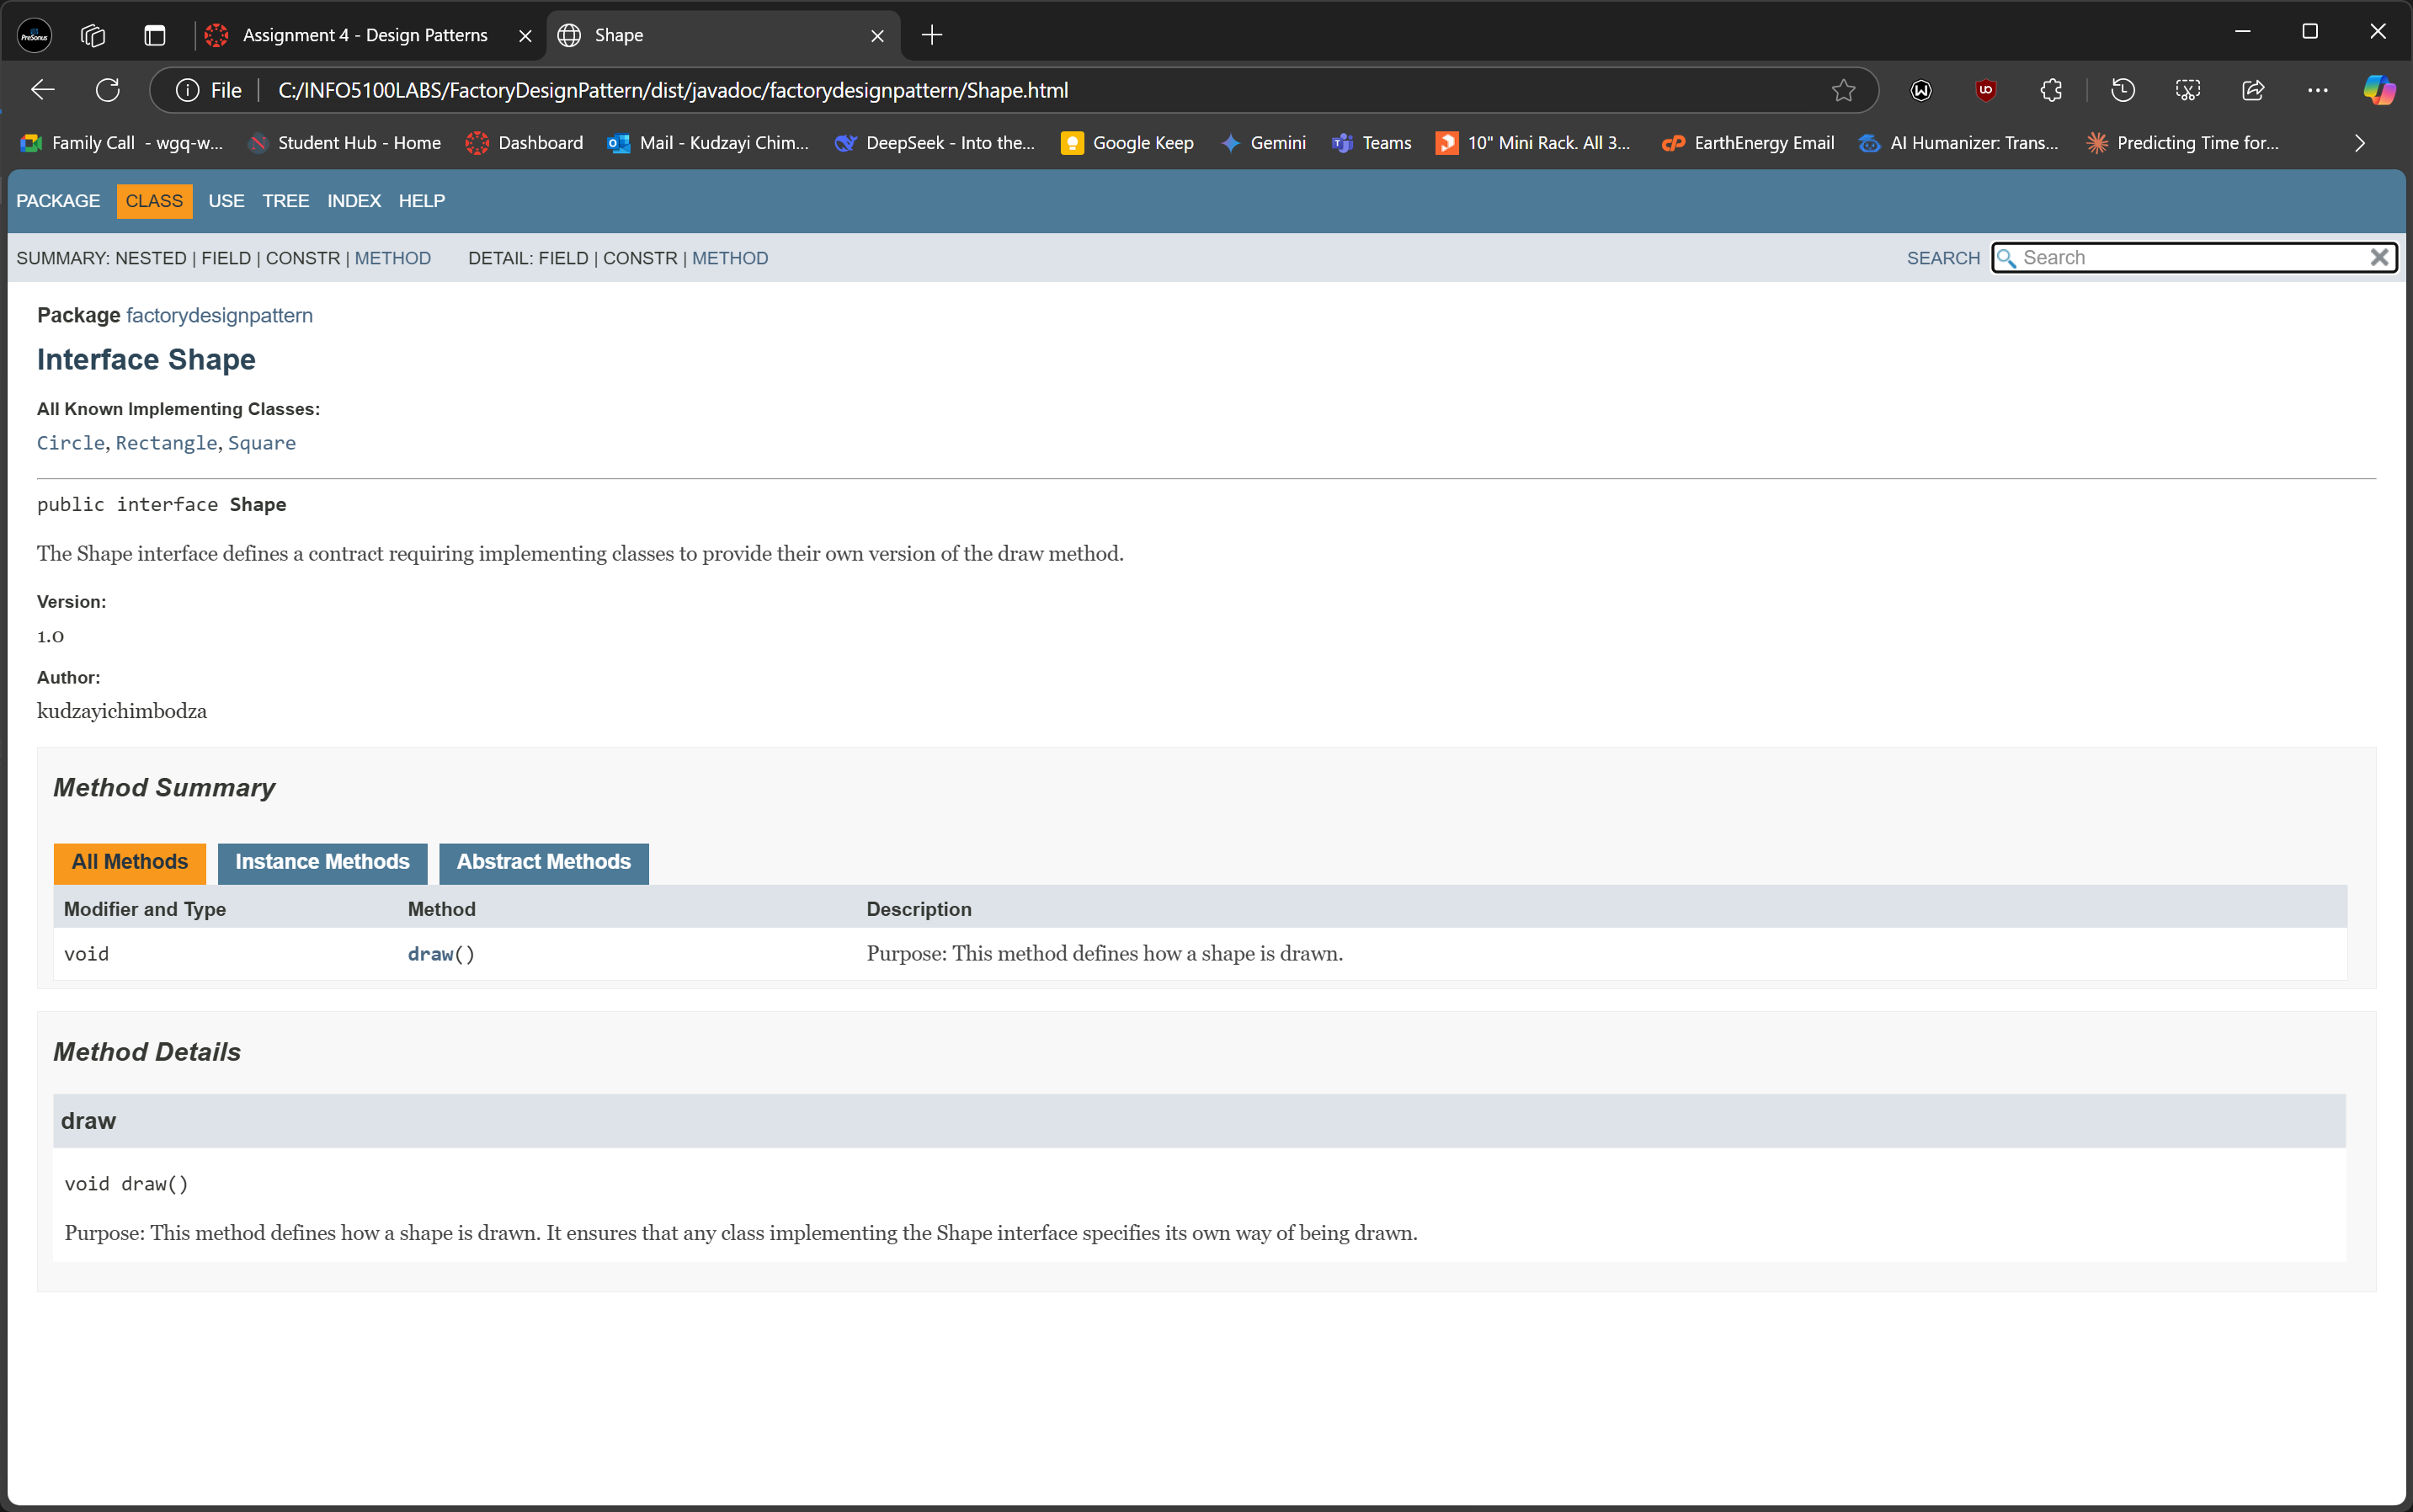 PreSonus
Assignment 4 - Design Patterns
Shape
File
C:/INFO5100LABS/FactoryDesignPattern/dist/javadoc/factorydesignpattern/Shape.html
Family Call - wgq-w...
Student Hub - Home
Dashboard
Mail - Kudzayi Chim...
DeepSeek - Into the...
Google Keep
Gemini
Teams
10" Mini Rack. All 3...
EarthEnergy Email
AI Humanizer: Trans...
Predicting Time for...
PACKAGE CLASS USE TREE INDEX HELP
SUMMARY: NESTED | FIELD | CONSTR | METHOD DETAIL: FIELD | CONSTR | METHOD SEARCH Search
Package factorydesignpattern
Interface Shape
All Known Implementing Classes:
Circle, Rectangle, Square
public interface Shape
The Shape interface defines a contract requiring implementing classes to provide their own version of the draw method.
Version:
1.0
Author:
kudzayichimbodza
Method Summary
All Methods Instance Methods Abstract Methods
Modifier and Type Method Description
void draw() Purpose: This method defines how a shape is drawn.
Method Details
draw
void draw()
Purpose: This method defines how a shape is drawn. It ensures that any class implementing the Shape interface specifies its own way of being drawn.